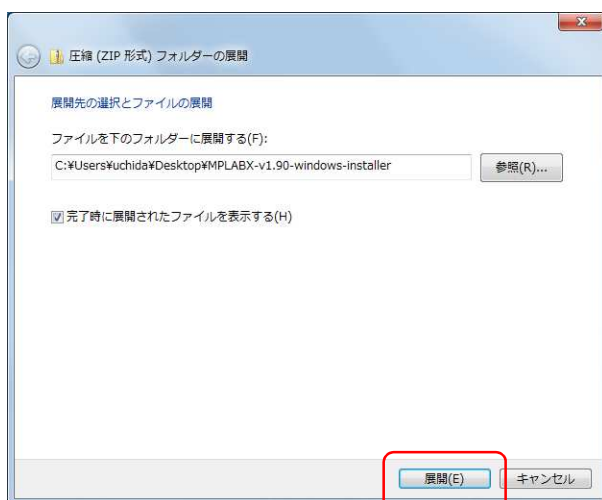 圧縮 (ZIP 形式) フォルダーの展開
展開先の選択とファイルの展開
ファイルを下のフォルダーに展開する(F):
C:¥Users¥uchida¥Desktop¥MPLABX-v1.90-windows-installer
参照(R)...
完了時に展開されたファイルを表示する(H)
展開(E)
キャンセル